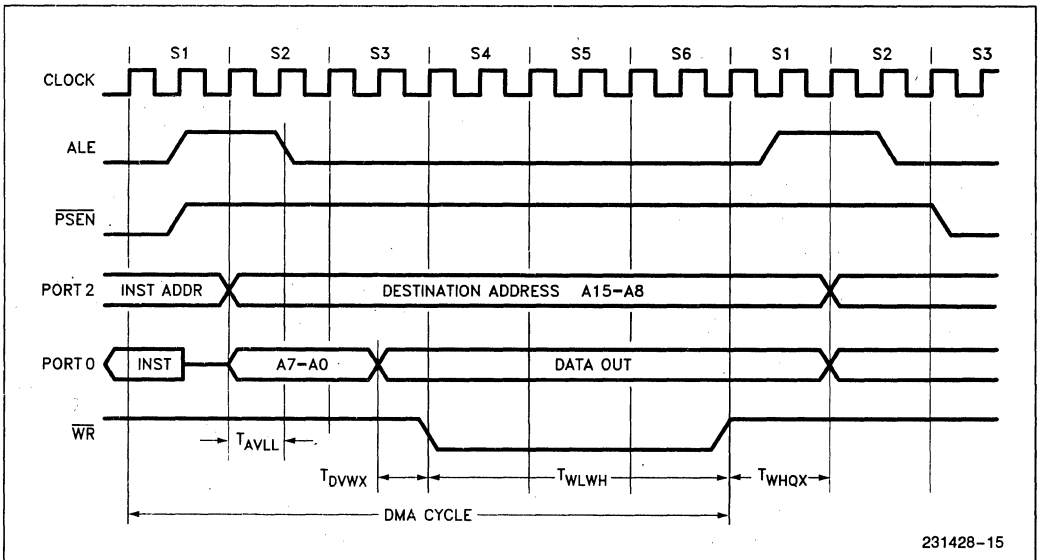 S1 S2 S3 S4 S5 S6 S1 S2 S3
CLOCK
ALE
PSEN
PORT 2 INST ADDR DESTINATION ADDRESS A15-A8
PORT 0 INST A7-A0 DATA OUT
WR
TAVLL
TDVWX TWLWH TWHQX
DMA CYCLE
231428-15